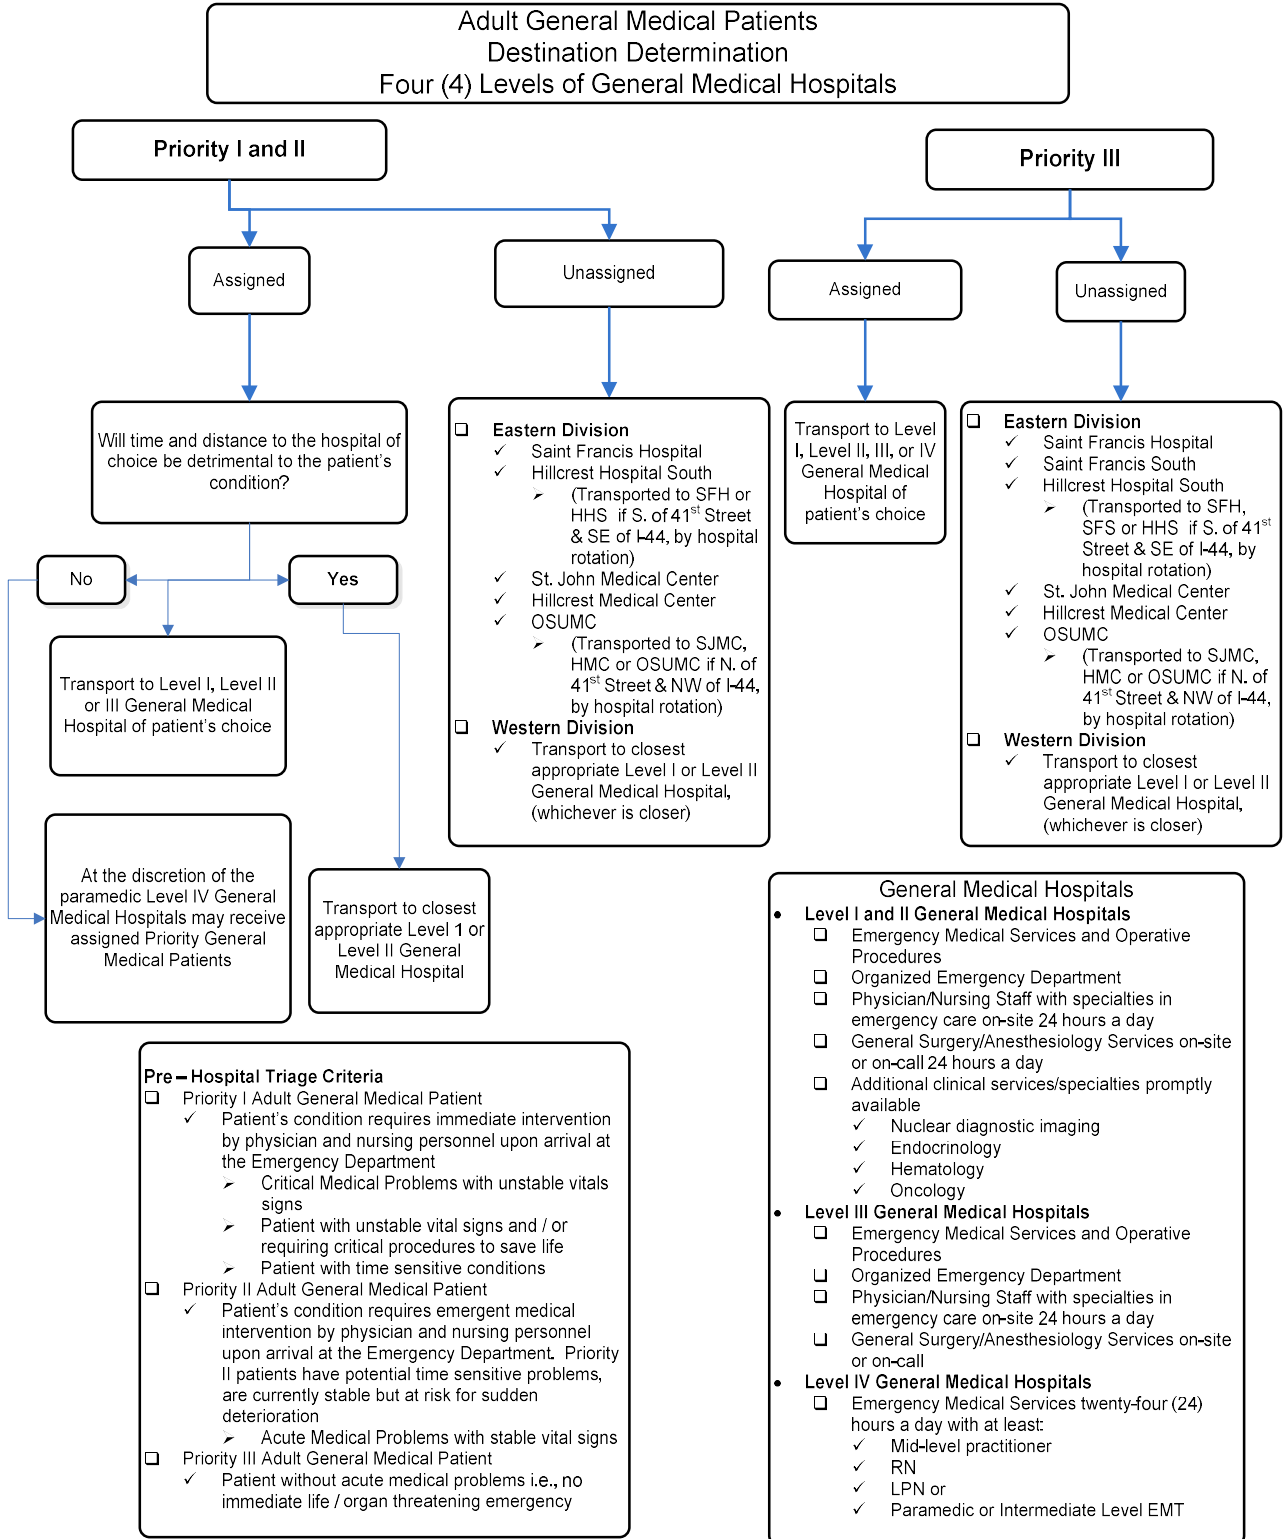 Adult General Medical Patients
Destination Determination
Four (4) Levels of General Medical Hospitals
Priority I and II
Priority III
Assigned
Unassigned
Assigned
Unassigned
Will time and distance to the hospital of
choice be detrimental to the patient's
condition?
No
Yes
Transport to Level I, Level II
or III General Medical
Hospital of patient's choice
At the discretion of the
paramedic Level IV General
Medical Hospitals may receive
assigned Priority General
Medical Patients
Transport to closest
appropriate Level 1 or
Level II General
Medical Hospital
❑ Eastern Division
✓ Saint Francis Hospital
✓ Hillcrest Hospital South
➢ (Transported to SFH or
HHS if S. of 41st Street
& SE of I-44, by hospital
rotation)
✓ St. John Medical Center
✓ Hillcrest Medical Center
✓ OSUMC
➢ (Transported to SJMC,
HMC or OSUMC if N. of
41st Street & NW of I-44,
by hospital rotation)
❑ Western Division
✓ Transport to closest
appropriate Level I or Level II
General Medical Hospital,
(whichever is closer)
Transport to Level
I, Level II, III, or IV
General Medical
Hospital of
patient's choice
❑ Eastern Division
✓ Saint Francis Hospital
✓ Saint Francis South
✓ Hillcrest Hospital South
➢ (Transported to SFH,
SFS or HHS if S. of 41st
Street & SE of I-44, by
hospital rotation)
✓ St. John Medical Center
✓ Hillcrest Medical Center
✓ OSUMC
➢ (Transported to SJMC,
HMC or OSUMC if N. of
41st Street & NW of I-44,
by hospital rotation)
❑ Western Division
✓ Transport to closest
appropriate Level I or Level II
General Medical Hospital,
(whichever is closer)
Pre – Hospital Triage Criteria
❑ Priority I Adult General Medical Patient
✓ Patient's condition requires immediate intervention
by physician and nursing personnel upon arrival at
the Emergency Department
➢ Critical Medical Problems with unstable vitals
signs
➢ Patient with unstable vital signs and / or
requiring critical procedures to save life
➢ Patient with time sensitive conditions
❑ Priority II Adult General Medical Patient
✓ Patient's condition requires emergent medical
intervention by physician and nursing personnel
upon arrival at the Emergency Department. Priority
II patients have potential time sensitive problems,
are currently stable but at risk for sudden
deterioration
➢ Acute Medical Problems with stable vital signs
❑ Priority III Adult General Medical Patient
✓ Patient without acute medical problems i.e., no
immediate life / organ threatening emergency
General Medical Hospitals
• Level I and II General Medical Hospitals
❑ Emergency Medical Services and Operative
Procedures
❑ Organized Emergency Department
❑ Physician/Nursing Staff with specialties in
emergency care on-site 24 hours a day
❑ General Surgery/Anesthesiology Services on-site
or on-call 24 hours a day
❑ Additional clinical services/specialties promptly
available
✓ Nuclear diagnostic imaging
✓ Endocrinology
✓ Hematology
✓ Oncology
• Level III General Medical Hospitals
❑ Emergency Medical Services and Operative
Procedures
❑ Organized Emergency Department
❑ Physician/Nursing Staff with specialties in
emergency care on-site 24 hours a day
❑ General Surgery/Anesthesiology Services on-site
or on-call
• Level IV General Medical Hospitals
❑ Emergency Medical Services twenty-four (24)
hours a day with at least:
✓ Mid-level practitioner
✓ RN
✓ LPN or
✓ Paramedic or Intermediate Level EMT